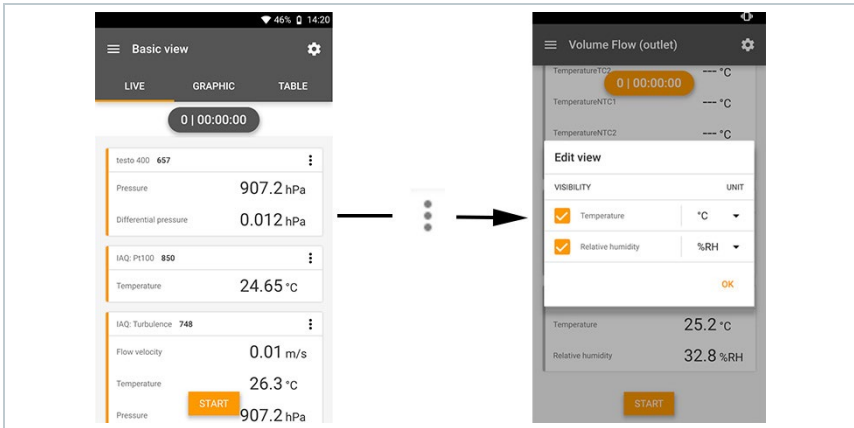 46% 14:20
Basic view
LIVE GRAPHIC TABLE
0 | 00:00:00
testo 400 657
Pressure 907.2 hPa
Differential pressure 0.012 hPa
IAQ: Pt100 850
Temperature 24.65 °C
IAQ: Turbulence 748
Flow velocity 0.01 m/s
Temperature 26.3 °C
START
Pressure 907.2 hPa
Volume Flow (outlet)
TemperatureTC2 --- °C
0 | 00:00:00
TemperatureNTC1 --- °C
TemperatureNTC2 --- °C
Edit view
VISIBILITY UNIT
Temperature °C
Relative humidity %RH
OK
Temperature 25.2 °C
Relative humidity 32.8 %RH
START